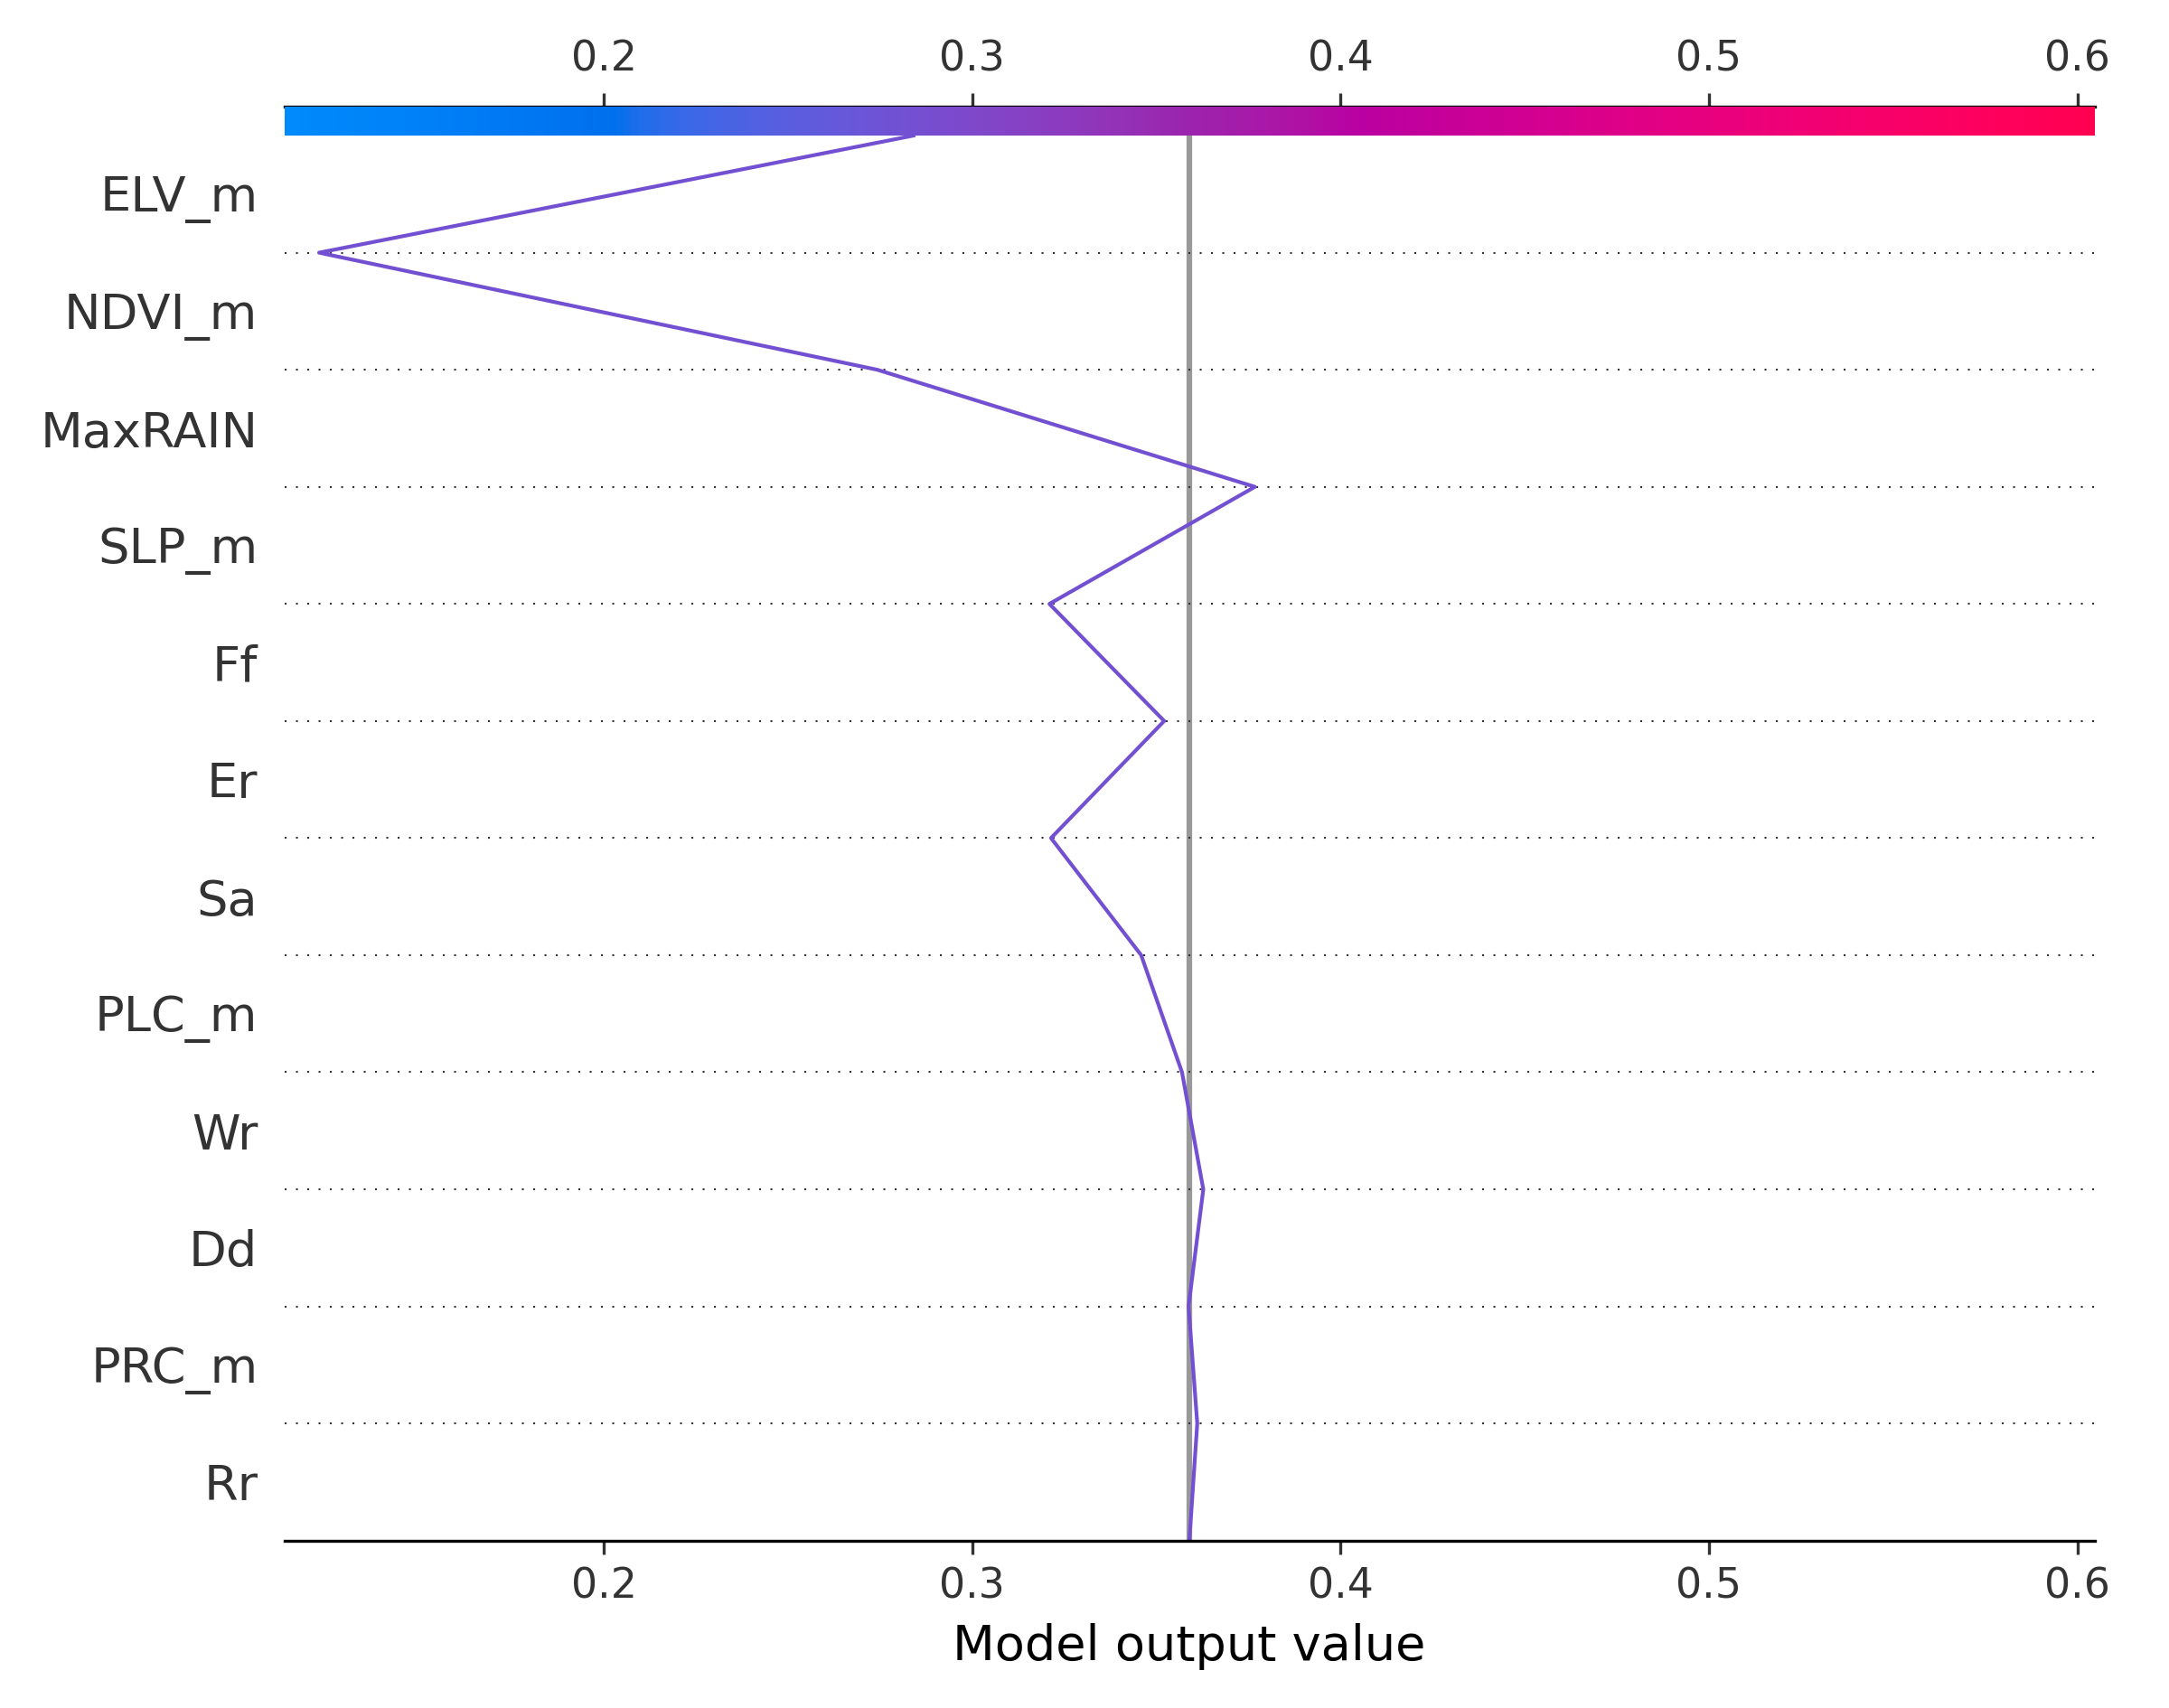 0.2 0.3 0.4 0.5 0.6
ELV_m
NDVI_m
MaxRAIN
SLP_m
Ff
Er
Sa
PLC_m
Wr
Dd
PRC_m
Rr
0.2 0.3 0.4 0.5 0.6
Model output value